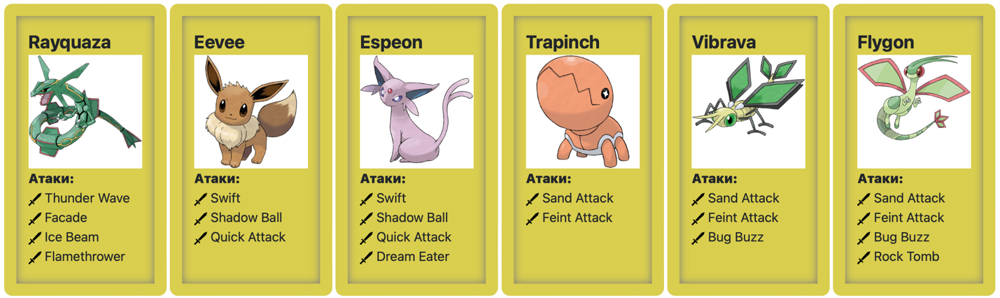 Rayquaza
Атаки:
Thunder Wave
Facade
Ice Beam
Flamethrower
Eevee
Атаки:
Swift
Shadow Ball
Quick Attack
Espeon
Атаки:
Swift
Shadow Ball
Quick Attack
Dream Eater
Trapinch
Атаки:
Sand Attack
Feint Attack
Vibrava
Атаки:
Sand Attack
Feint Attack
Bug Buzz
Flygon
Атаки:
Sand Attack
Feint Attack
Bug Buzz
Rock Tomb